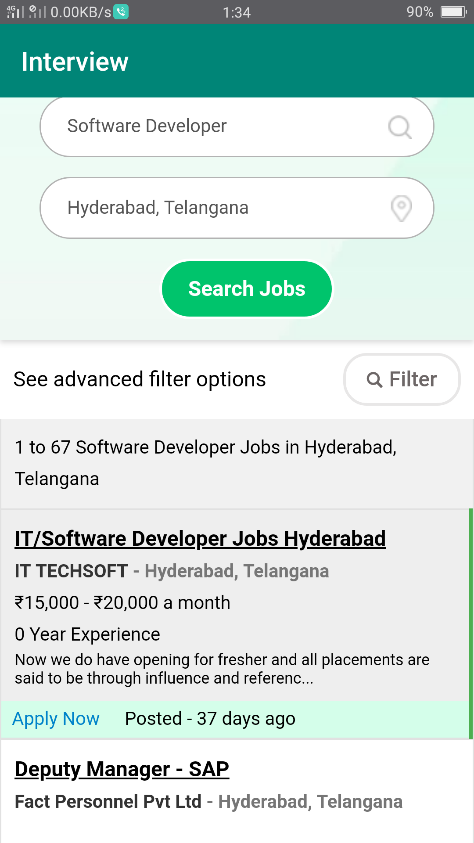 4G 0.00KB/s 1:34 90%
Interview
Software Developer
Hyderabad, Telangana
Search Jobs
See advanced filter options Filter
1 to 67 Software Developer Jobs in Hyderabad,
Telangana
IT/Software Developer Jobs Hyderabad
IT TECHSOFT - Hyderabad, Telangana
₹15,000 - ₹20,000 a month
0 Year Experience
Now we do have opening for fresher and all placements are
said to be through influence and referenc...
Apply Now Posted - 37 days ago
Deputy Manager - SAP
Fact Personnel Pvt Ltd - Hyderabad, Telangana